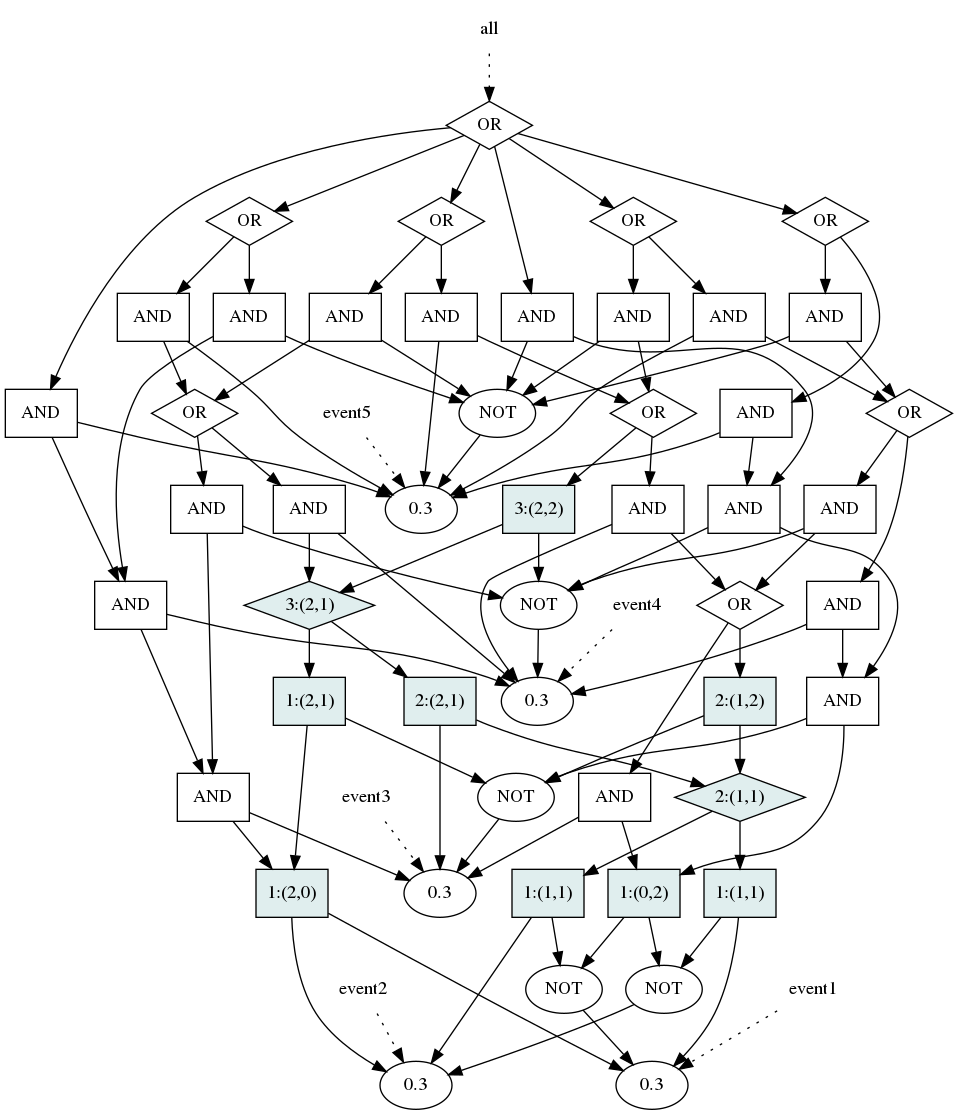 all
OR
OR OR OR OR
AND AND AND AND AND AND AND AND
AND OR event5 NOT OR AND OR
AND AND 0.3 3:(2,2) AND AND AND
AND 3:(2,1) NOT event4 OR AND
1:(2,1) 2:(2,1) 0.3 2:(1,2) AND
AND event3 NOT AND 2:(1,1)
1:(2,0) 0.3 1:(1,1) 1:(0,2) 1:(1,1)
event2 NOT NOT event1
0.3 0.3